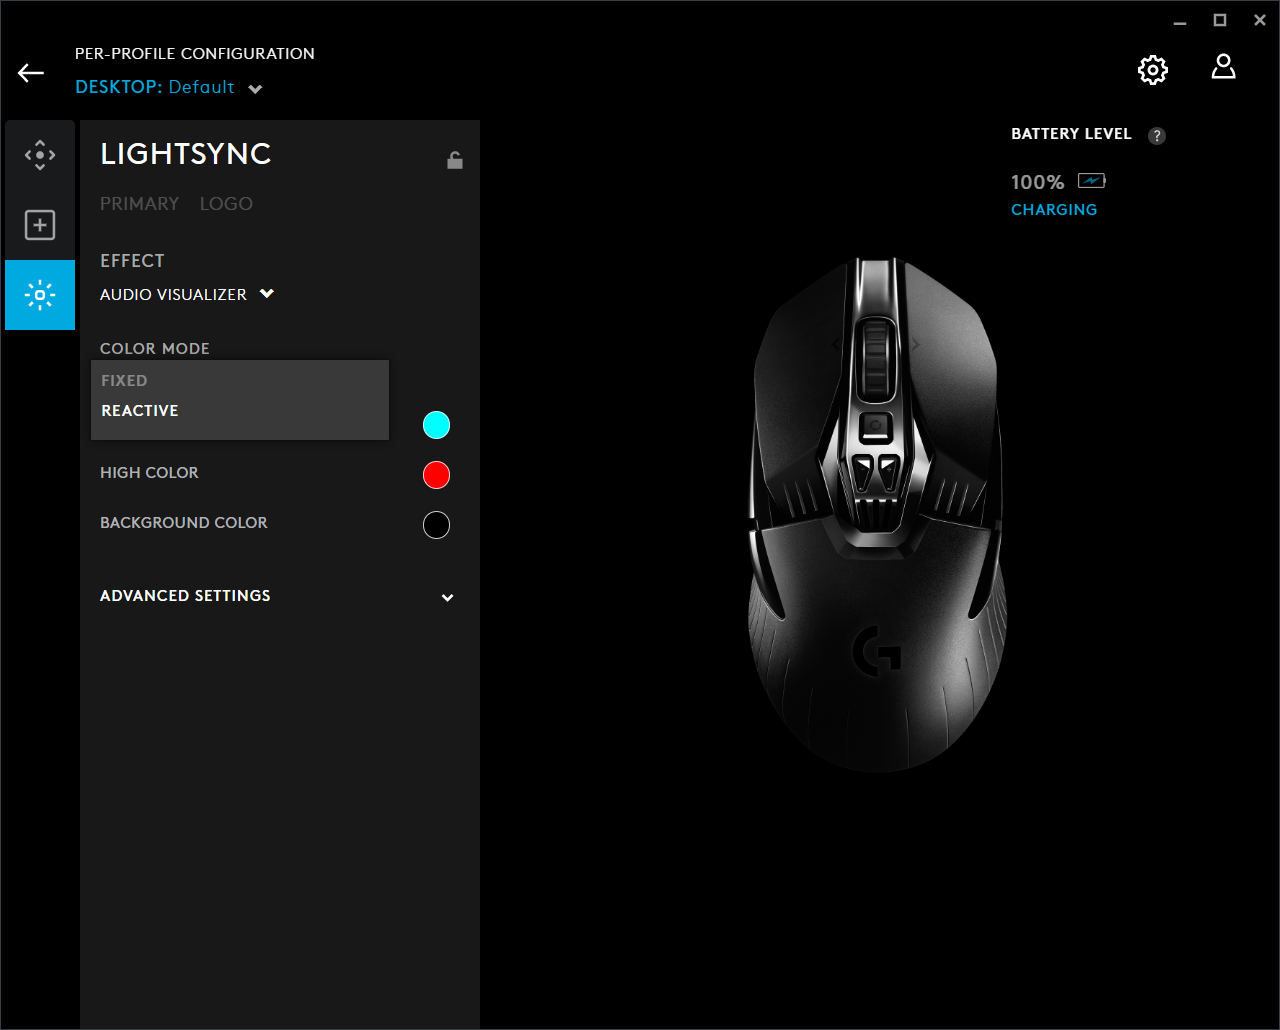 PER-PROFILE CONFIGURATION
DESKTOP: Default
LIGHTSYNC
PRIMARY LOGO
EFFECT
AUDIO VISUALIZER
COLOR MODE
FIXED
REACTIVE
HIGH COLOR
BACKGROUND COLOR
ADVANCED SETTINGS
BATTERY LEVEL ?
100%
CHARGING